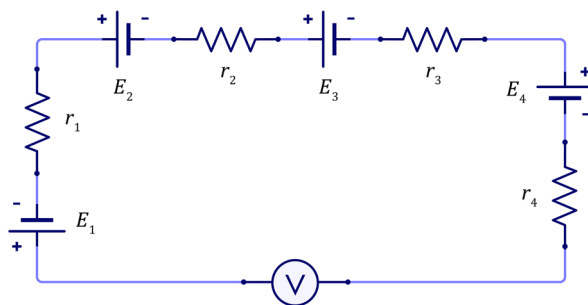 + - + -
E₂ r₂ E₃ r₃
+
E₄
-
r₁
-
E₁
+
r₄
V